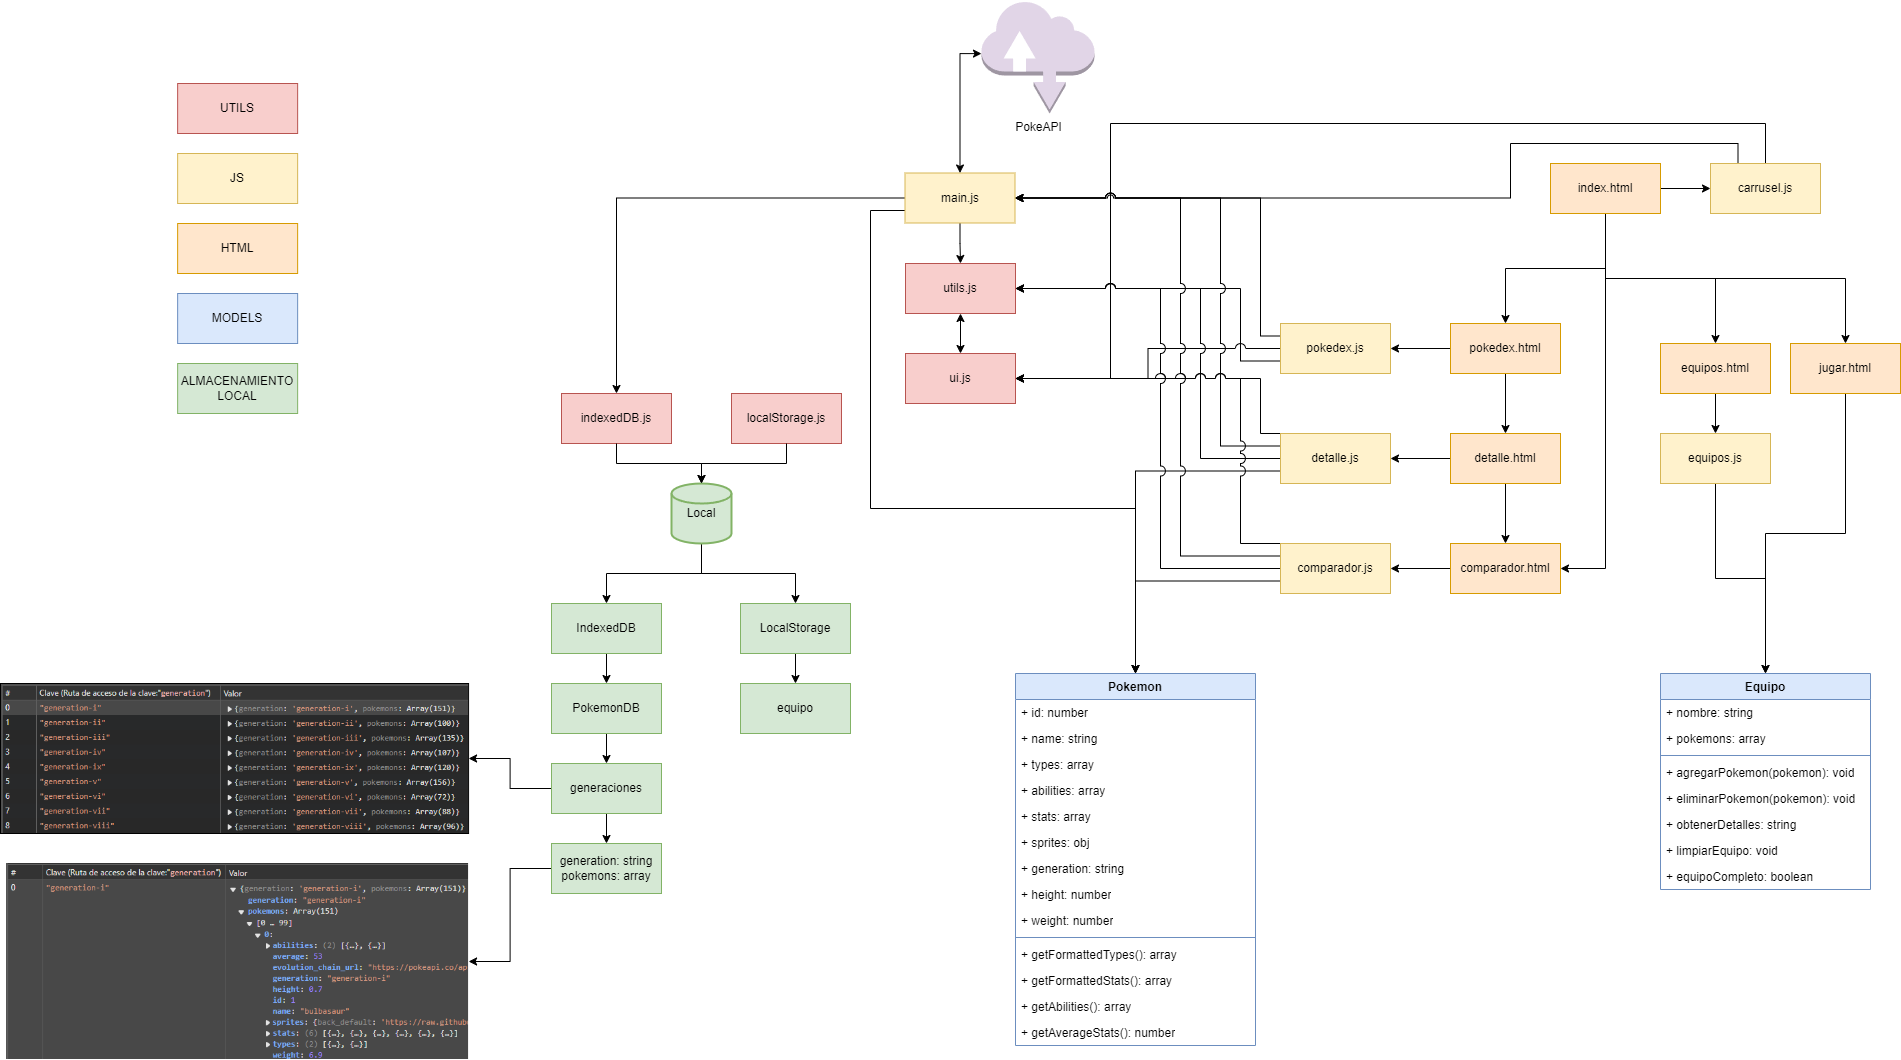 UTILS
JS
HTML
MODELS
ALMACENAMIENTO
LOCAL
PokeAPI
main.js
utils.js
ui.js
indexedDB.js
localStorage.js
Local
IndexedDB
LocalStorage
PokemonDB
equipo
generaciones
generation: string
pokemons: array
index.html
carrusel.js
pokedex.js
pokedex.html
equipos.html
jugar.html
detalle.js
detalle.html
equipos.js
comparador.js
comparador.html
# Clave (Ruta de acceso de la clave:"generation") Valor
0 "generation-i" {generation: 'generation-i', pokemons: Array(151)}
1 "generation-ii" {generation: 'generation-ii', pokemons: Array(100)}
2 "generation-iii" {generation: 'generation-iii', pokemons: Array(135)}
3 "generation-iv" {generation: 'generation-iv', pokemons: Array(107)}
4 "generation-ix" {generation: 'generation-ix', pokemons: Array(120)}
5 "generation-v" {generation: 'generation-v', pokemons: Array(156)}
6 "generation-vi" {generation: 'generation-vi', pokemons: Array(72)}
7 "generation-vii" {generation: 'generation-vii', pokemons: Array(88)}
8 "generation-viii" {generation: 'generation-viii', pokemons: Array(96)}
# Clave (Ruta de acceso de la clave:"generation") Valor
0 "generation-i" {generation: 'generation-i', pokemons: Array(151)}
generation: "generation-i"
pokemons: Array(151)
[0 … 99]
0:
abilities: (2) [{…}, {…}]
average: 53
evolution_chain_url: "https://pokeapi.co/ap
generation: "generation-i"
height: 0.7
id: 1
name: "bulbasaur"
sprites: {back_default: 'https://raw.github
stats: (6) [{…}, {…}, {…}, {…}, {…}, {…}]
types: (2) [{…}, {…}]
weight: 6.9
Pokemon
+ id: number
+ name: string
+ types: array
+ abilities: array
+ stats: array
+ sprites: obj
+ generation: string
+ height: number
+ weight: number
+ getFormattedTypes(): array
+ getFormattedStats(): array
+ getAbilities(): array
+ getAverageStats(): number
Equipo
+ nombre: string
+ pokemons: array
+ agregarPokemon(pokemon): void
+ eliminarPokemon(pokemon): void
+ obtenerDetalles: string
+ limpiarEquipo: void
+ equipoCompleto: boolean